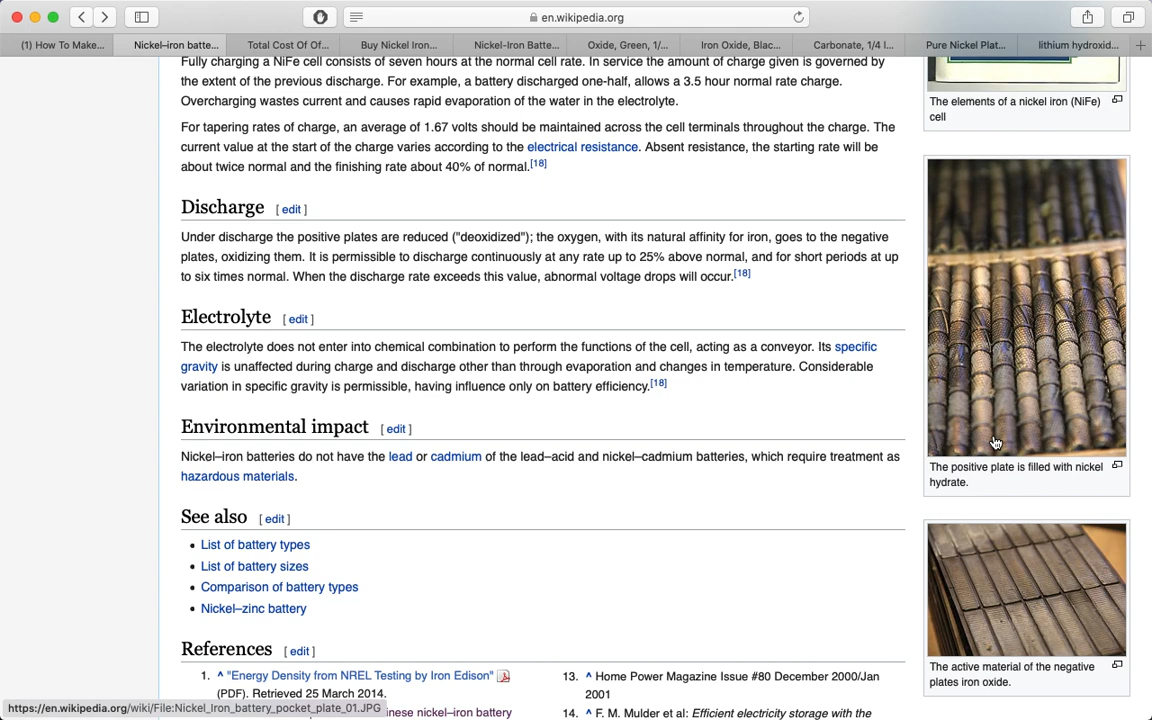 en.wikipedia.org
(1) How To Make...
Nickel–iron batte...
Total Cost Of Of...
Buy Nickel Iron...
Nickel-Iron Batte...
Oxide, Green, 1/...
Iron Oxide, Blac...
Carbonate, 1/4 l...
Pure Nickel Plat...
lithium hydroxid...
Fully charging a NiFe cell consists of seven hours at the normal cell rate. In service the amount of charge given is governed by
the extent of the previous discharge. For example, a battery discharged one-half, allows a 3.5 hour normal rate charge.
Overcharging wastes current and causes rapid evaporation of the water in the electrolyte.
For tapering rates of charge, an average of 1.67 volts should be maintained across the cell terminals throughout the charge. The
current value at the start of the charge varies according to the electrical resistance. Absent resistance, the starting rate will be
about twice normal and the finishing rate about 40% of normal.[18]
Discharge [ edit ]
Under discharge the positive plates are reduced ("deoxidized"); the oxygen, with its natural affinity for iron, goes to the negative
plates, oxidizing them. It is permissible to discharge continuously at any rate up to 25% above normal, and for short periods at up
to six times normal. When the discharge rate exceeds this value, abnormal voltage drops will occur.[18]
Electrolyte [ edit ]
The electrolyte does not enter into chemical combination to perform the functions of the cell, acting as a conveyor. Its specific
gravity is unaffected during charge and discharge other than through evaporation and changes in temperature. Considerable
variation in specific gravity is permissible, having influence only on battery efficiency.[18]
Environmental impact [ edit ]
Nickel–iron batteries do not have the lead or cadmium of the lead–acid and nickel–cadmium batteries, which require treatment as
hazardous materials.
See also [ edit ]
• List of battery types
• List of battery sizes
• Comparison of battery types
• Nickel–zinc battery
References [ edit ]
1. ^ "Energy Density from NREL Testing by Iron Edison"
(PDF). Retrieved 25 March 2014.
inese nickel–iron battery
13. ^ Home Power Magazine Issue #80 December 2000/Jan
2001
14. ^ F. M. Mulder et al: Efficient electricity storage with the
The elements of a nickel iron (NiFe)
cell
The positive plate is filled with nickel
hydrate.
The active material of the negative
plates iron oxide.
https://en.wikipedia.org/wiki/File:Nickel_Iron_battery_pocket_plate_01.JPG